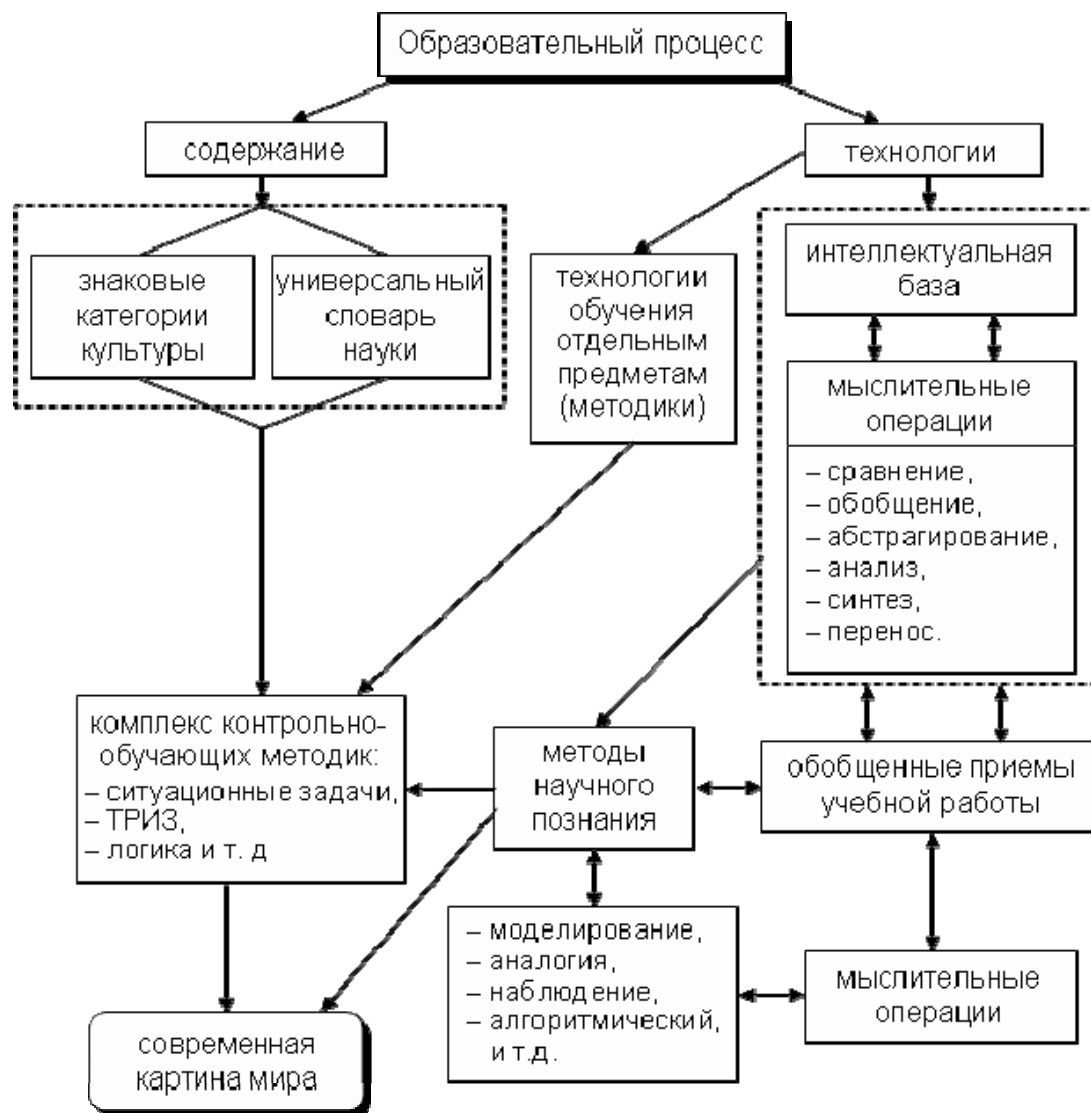 Образовательный процесс
содержание
технологии
знаковые
категории
культуры
универсальный
словарь
науки
технологии
обучения
отдельным
предметам
(методики)
интеллектуальная
база
мыслительные
операции
– сравнение,
– обобщение,
– абстрагирование,
– анализ,
– синтез,
– перенос.
комплекс контрольно-
обучающих методик:
– ситуационные задачи,
– ТРИЗ,
– логика и т. д
методы
научного
познания
обобщенные приемы
учебной работы
– моделирование,
– аналогия,
– наблюдение,
– алгоритмический,
и т.д.
мыслительные
операции
современная
картина мира